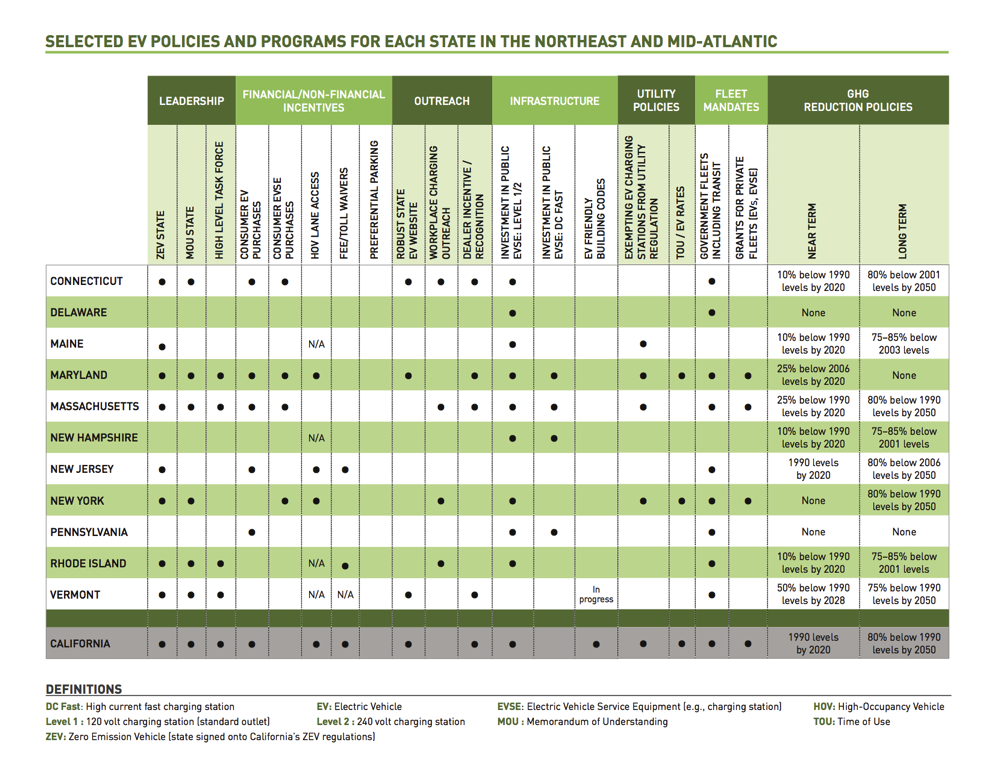 SELECTED EV POLICIES AND PROGRAMS FOR EACH STATE IN THE NORTHEAST AND MID-ATLANTIC
LEADERSHIP
FINANCIAL/NON-FINANCIAL
INCENTIVES
OUTREACH
INFRASTRUCTURE
UTILITY
POLICIES
FLEET
MANDATES
GHG
REDUCTION POLICIES
ZEV STATE
MOU STATE
HIGH LEVEL TASK FORCE
CONSUMER EV
PURCHASES
CONSUMER EVSE
PURCHASES
HOV LANE ACCESS
FEE/TOLL WAIVERS
PREFERENTIAL PARKING
ROBUST STATE
EV WEBSITE
WORKPLACE CHARGING
OUTREACH
DEALER INCENTIVE /
RECOGNITION
INVESTMENT IN PUBLIC
EVSE: LEVEL 1/2
INVESTMENT IN PUBLIC
EVSE: DC FAST
EV FRIENDLY
BUILDING CODES
EXEMPTING EV CHARGING
STATIONS FROM UTILITY
REGULATION
TOU / EV RATES
GOVERNMENT FLEETS
INCLUDING TRANSIT
GRANTS FOR PRIVATE
FLEETS (EVs, EVSE)
NEAR TERM
LONG TERM
CONNECTICUT ● ● ● ● ● ● ● ● ● 10% below 1990 levels by 2020 80% below 2001 levels by 2050
DELAWARE ● ● None None
MAINE ● N/A ● ● 10% below 1990 levels by 2020 75–85% below 2003 levels
MARYLAND ● ● ● ● ● ● ● ● ● ● ● ● ● ● 25% below 2006 levels by 2020 None
MASSACHUSETTS ● ● ● ● ● ● ● ● ● ● ● ● 25% below 1990 levels by 2020 80% below 1990 levels by 2050
NEW HAMPSHIRE N/A ● ● 10% below 1990 levels by 2020 75–85% below 2001 levels
NEW JERSEY ● ● ● ● ● 1990 levels by 2020 80% below 2006 levels by 2050
NEW YORK ● ● ● ● ● ● ● ● ● ● None 80% below 1990 levels by 2050
PENNSYLVANIA ● ● ● ● None None
RHODE ISLAND ● ● ● N/A ● ● ● ● 10% below 1990 levels by 2020 75–85% below 2001 levels
VERMONT ● ● ● N/A N/A ● ● In progress ● 50% below 1990 levels by 2028 75% below 1990 levels by 2050
CALIFORNIA ● ● ● ● ● ● ● ● ● ● ● ● ● ● 1990 levels by 2020 80% below 1990 levels by 2050
DEFINITIONS
DC Fast: High current fast charging station
EV: Electric Vehicle
EVSE: Electric Vehicle Service Equipment (e.g., charging station)
HOV: High-Occupancy Vehicle
Level 1 : 120 volt charging station (standard outlet)
Level 2 : 240 volt charging station
MOU : Memorandum of Understanding
TOU: Time of Use
ZEV: Zero Emission Vehicle (state signed onto California's ZEV regulations)